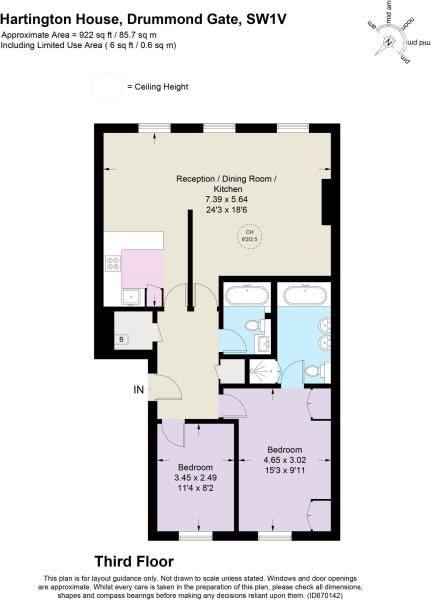 Hartington House, Drummond Gate, SW1V
Approximate Area = 922 sq ft / 85.7 sq m
Including Limited Use Area ( 6 sq ft / 0.6 sq m)
mid am
noon
am
N
mid pm
pm
= Ceiling Height
Reception / Dining Room /
Kitchen
7.39 x 5.64
24'3 x 18'6
CH
8'2/2.5
B
IN
Bedroom
4.65 x 3.02
15'3 x 9'11
Bedroom
3.45 x 2.49
11'4 x 8'2
Third Floor
This plan is for layout guidance only. Not drawn to scale unless stated. Windows and door openings
are approximate. Whilst every care is taken in the preparation of this plan, please check all dimensions,
shapes and compass bearings before making any decisions reliant upon them. (ID670142)